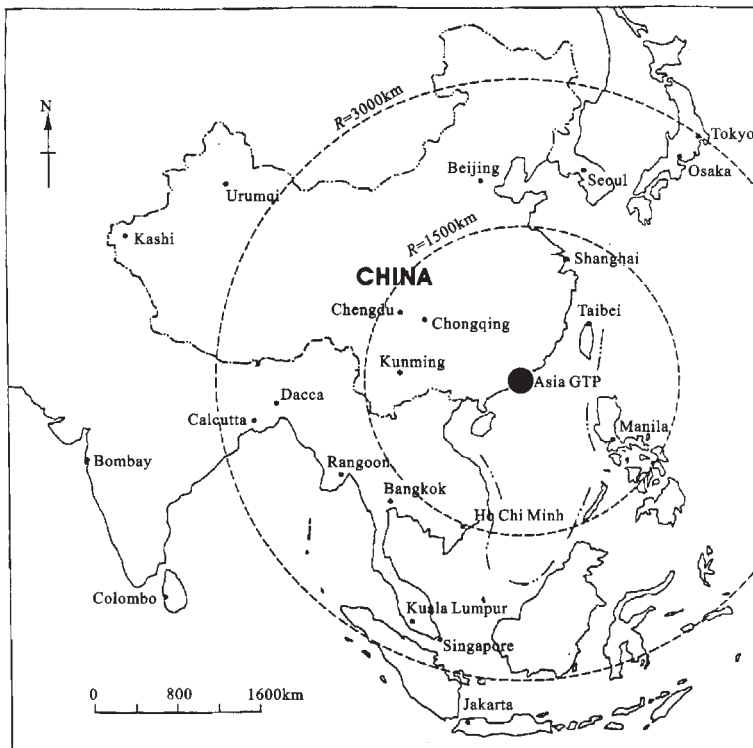 N
R=3000km
Tokyo
Osaka
Beijing
Seoul
Urumqi
Kashi
R=1500km
Shanghai
CHINA
Chengdu
Chongqing
Taibei
Kunming
Asia GTP
Dacca
Calcutta
Manila
Bombay
Rangoon
Bangkok
Ho Chi Minh
Colombo
Kuala Lumpur
Singapore
0 800 1600km
Jakarta